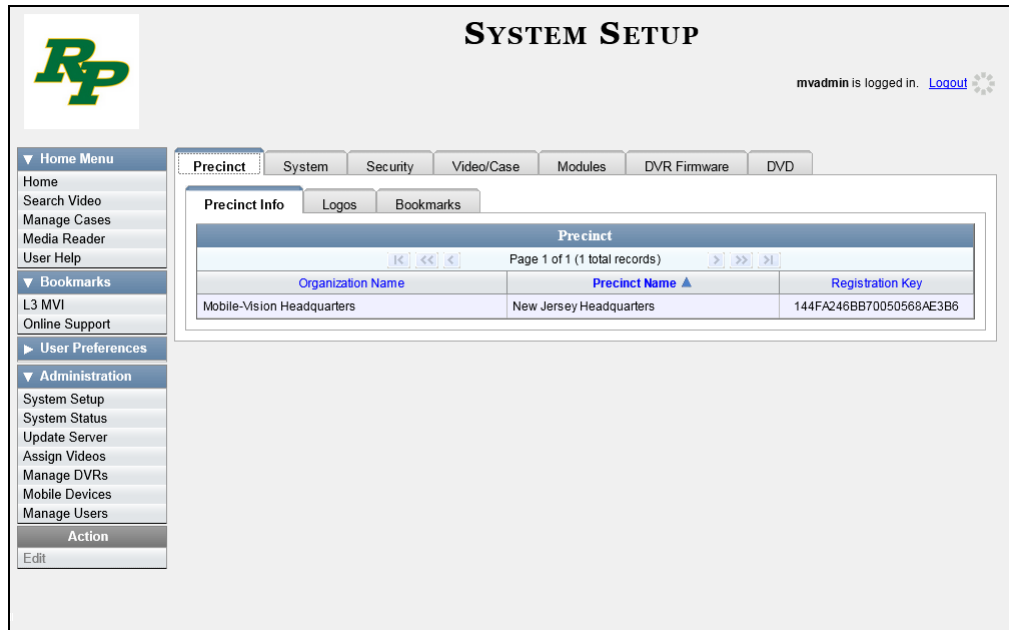 RP
SYSTEM SETUP
mvadmin is logged in. Logout
▼ Home Menu
Home
Search Video
Manage Cases
Media Reader
User Help
▼ Bookmarks
L3 MVI
Online Support
▶ User Preferences
▼ Administration
System Setup
System Status
Update Server
Assign Videos
Manage DVRs
Mobile Devices
Manage Users
Action
Edit
Precinct System Security Video/Case Modules DVR Firmware DVD
Precinct Info Logos Bookmarks
Precinct
Page 1 of 1 (1 total records)
Organization Name Precinct Name ▲ Registration Key
Mobile-Vision Headquarters New Jersey Headquarters 144FA246BB70050568AE3B6